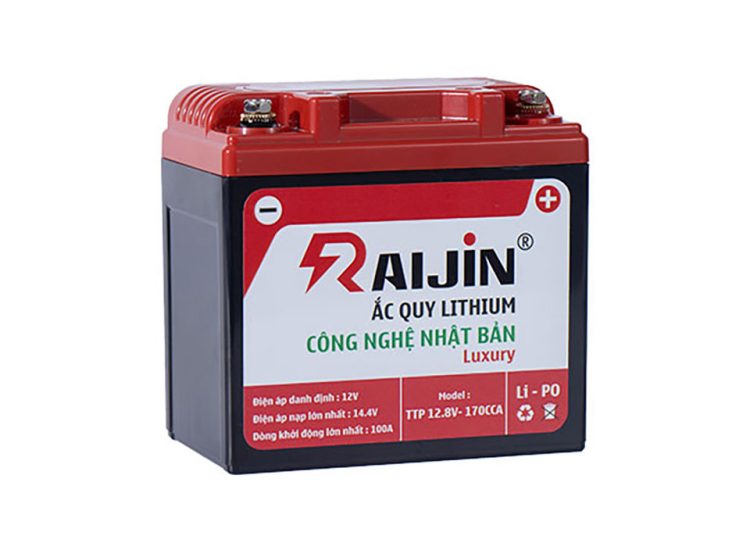 RAIJIN®
ẮC QUY LITHIUM
CÔNG NGHỆ NHẬT BẢN
Luxury
Điện áp danh định : 12V
Điện áp nạp lớn nhất : 14.4V
Dòng khởi động lớn nhất : 100A
Model :
TTP 12.8V- 170CCA
Li - PO